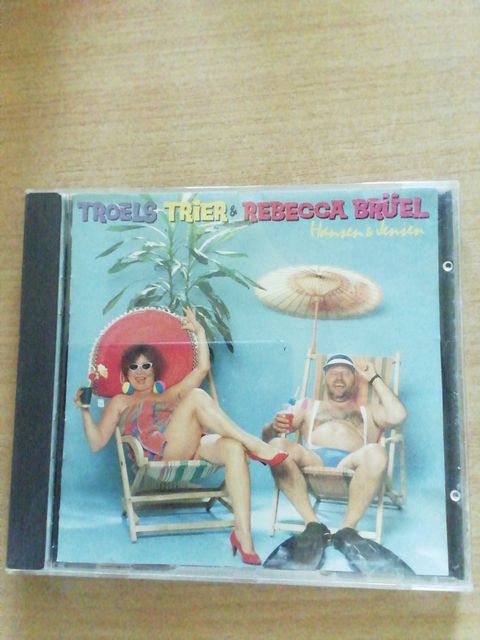 TROELS TRIER & REBECCA BRÜEL
Hansen & Jensen